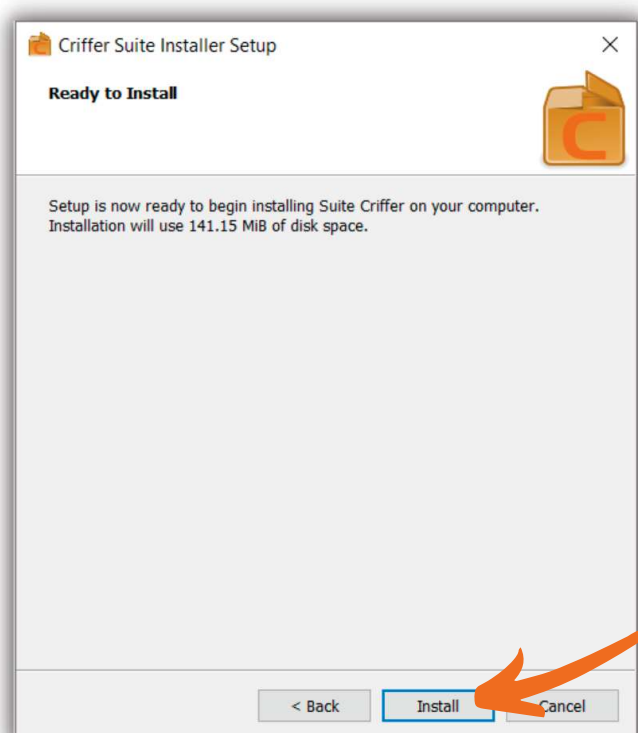 Criffer Suite Installer Setup
Ready to Install
C
Setup is now ready to begin installing Suite Criffer on your computer.
Installation will use 141.15 MiB of disk space.
< Back Install Cancel